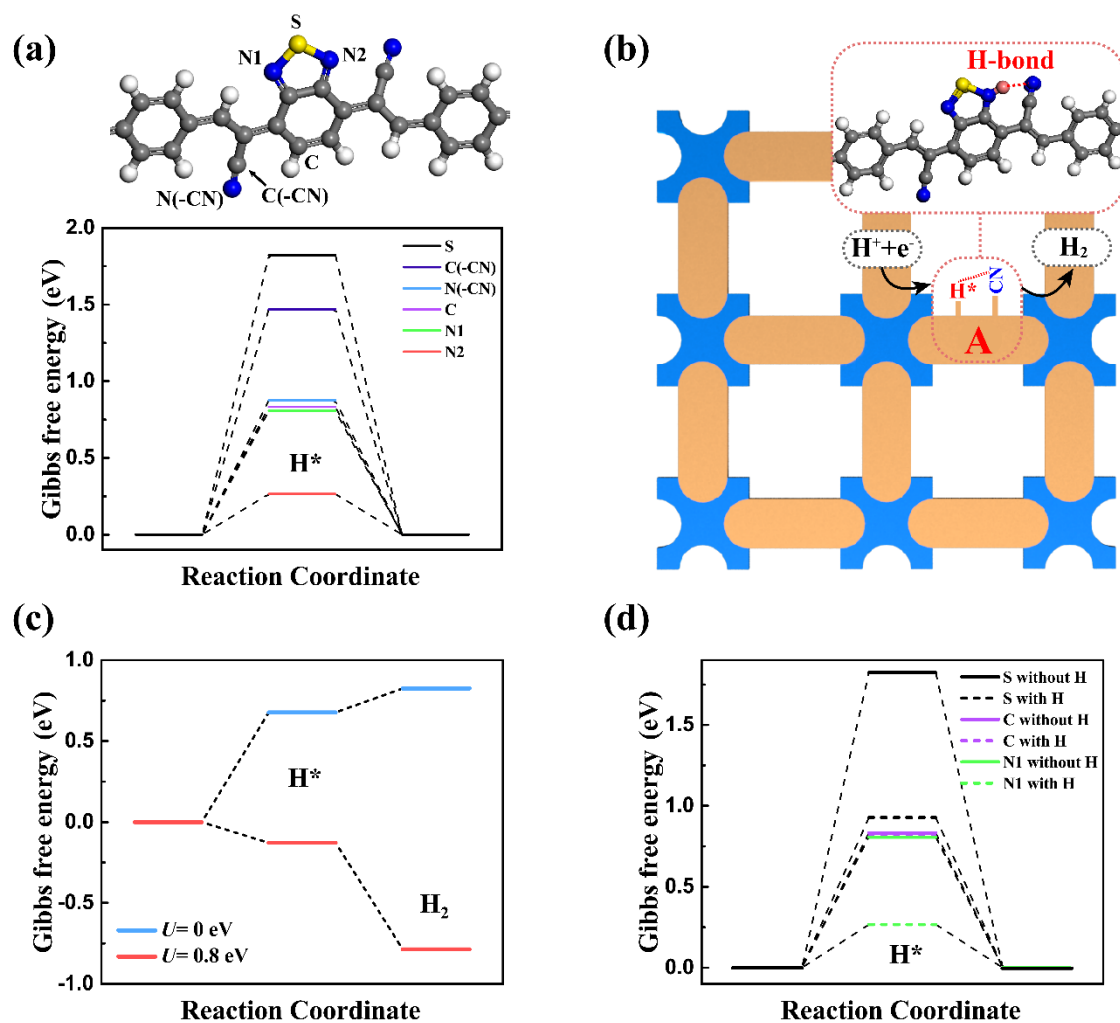 (a)
S
N1
N2
C
N(-CN)
C(-CN)
2.0
1.5
1.0
0.5
0.0
Gibbs free energy (eV)
S
C(-CN)
N(-CN)
C
N1
N2
H*
Reaction Coordinate
(b)
H-bond
H⁺+e⁻
H₂
H*
CN
A
(c)
1.0
0.5
0.0
-0.5
-1.0
Gibbs free energy (eV)
H*
H₂
U= 0 eV
U= 0.8 eV
Reaction Coordinate
(d)
1.5
1.0
0.5
0.0
Gibbs free energy (eV)
S without H
S with H
C without H
C with H
N1 without H
N1 with H
H*
Reaction Coordinate